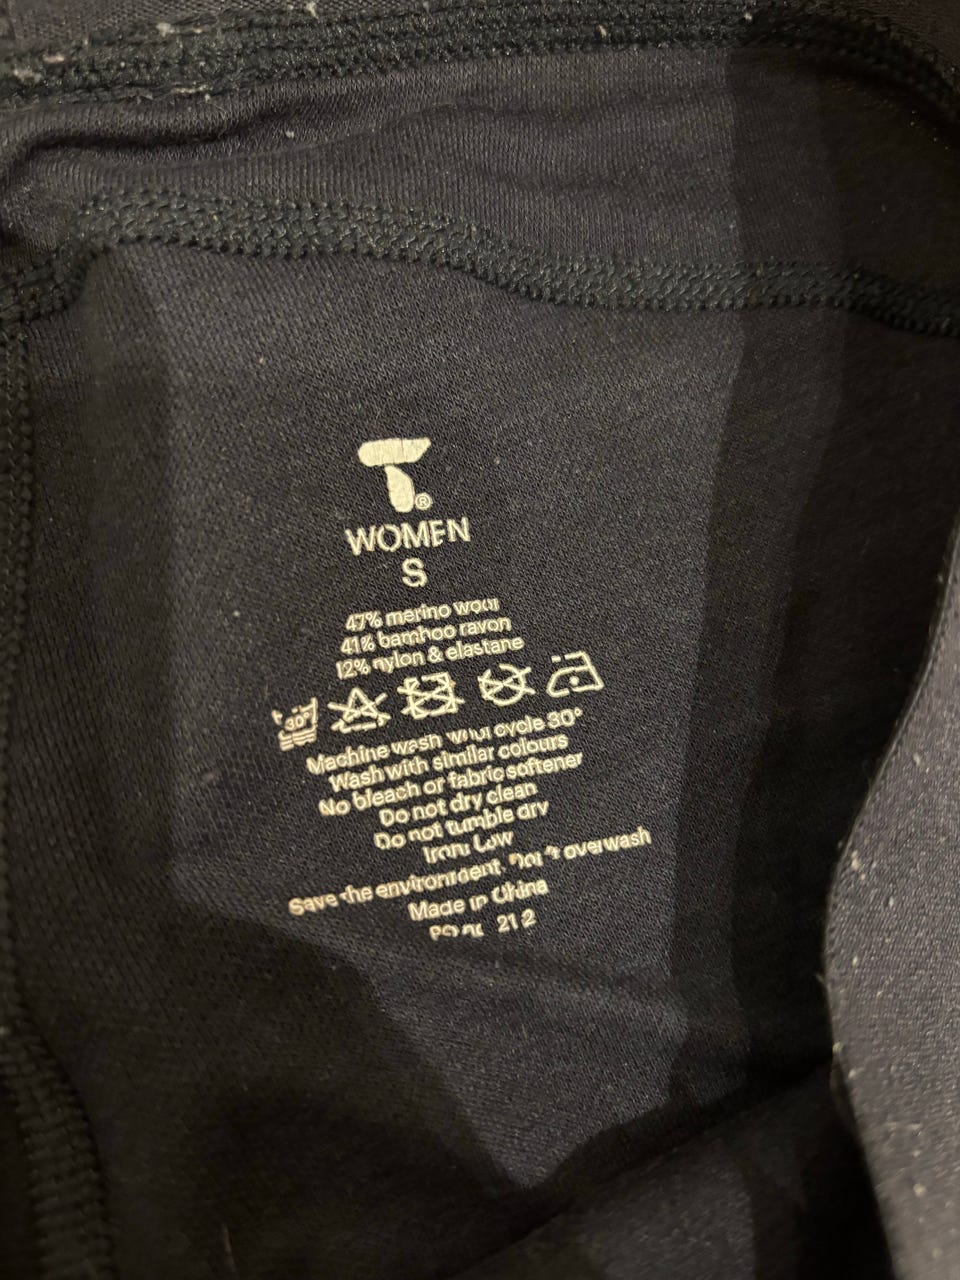 T®
WOMEN
S
47% merino wool
41% bamboo rayon
12% nylon & elastane
30°
Machine wash wool cycle 30°
Wash with similar colours
No bleach or fabric softener
Do not dry clean
Do not tumble dry
Iron: Low
Save the environment, don't overwash
Made in China
212